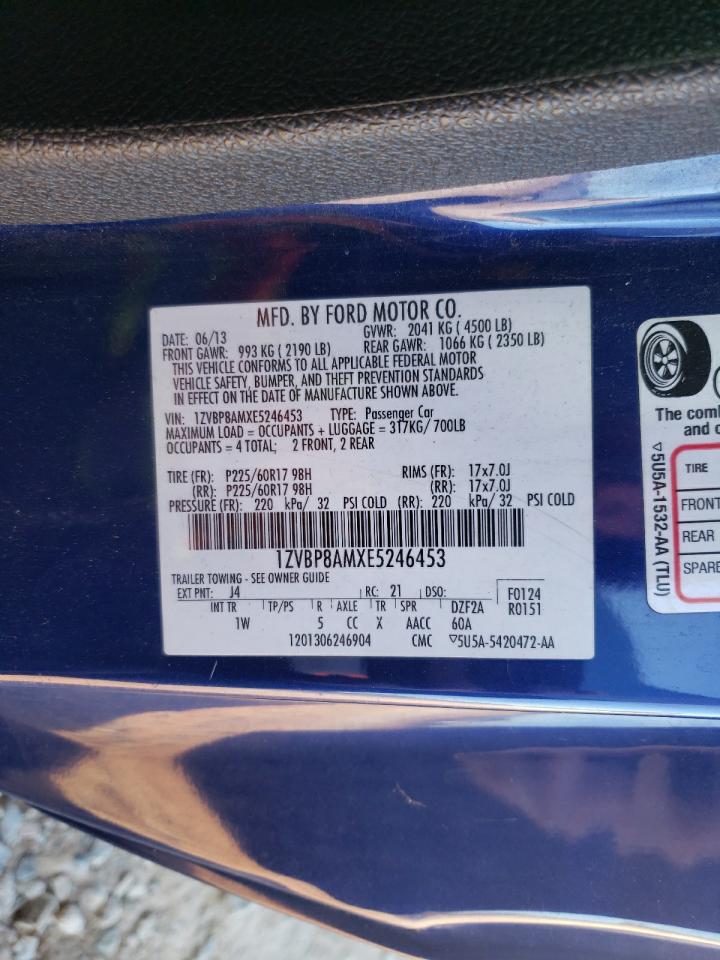 MFD. BY FORD MOTOR CO.
DATE: 06/13 GVWR: 2041 KG ( 4500 LB)
FRONT GAWR: 993 KG ( 2190 LB) REAR GAWR: 1066 KG ( 2350 LB)
THIS VEHICLE CONFORMS TO ALL APPLICABLE FEDERAL MOTOR
VEHICLE SAFETY, BUMPER, AND THEFT PREVENTION STANDARDS
IN EFFECT ON THE DATE OF MANUFACTURE SHOWN ABOVE.
VIN: 1ZVBP8AMXE5246453 TYPE: Passenger Car
MAXIMUM LOAD = OCCUPANTS + LUGGAGE = 317KG/ 700LB
OCCUPANTS = 4 TOTAL; 2 FRONT, 2 REAR
TIRE (FR): P225/60R17 98H RIMS (FR): 17x7.0J
(RR): P225/60R17 98H (RR): 17x7.0J
PRESSURE (FR): 220 kPa/ 32 PSI COLD (RR): 220 kPa/ 32 PSI COLD
1ZVBP8AMXE5246453
TRAILER TOWING - SEE OWNER GUIDE
EXT PNT: J4 RC: 21 DSO: F0124
INT TR TP/PS R AXLE TR SPR DZF2A R0151
1W 5 CC X AACC 60A
1201306246904 CMC ▽5U5A-5420472-AA
The comb
and c
TIRE
FRONT
REAR
SPARE
▽5U5A-1532-AA (TLU)